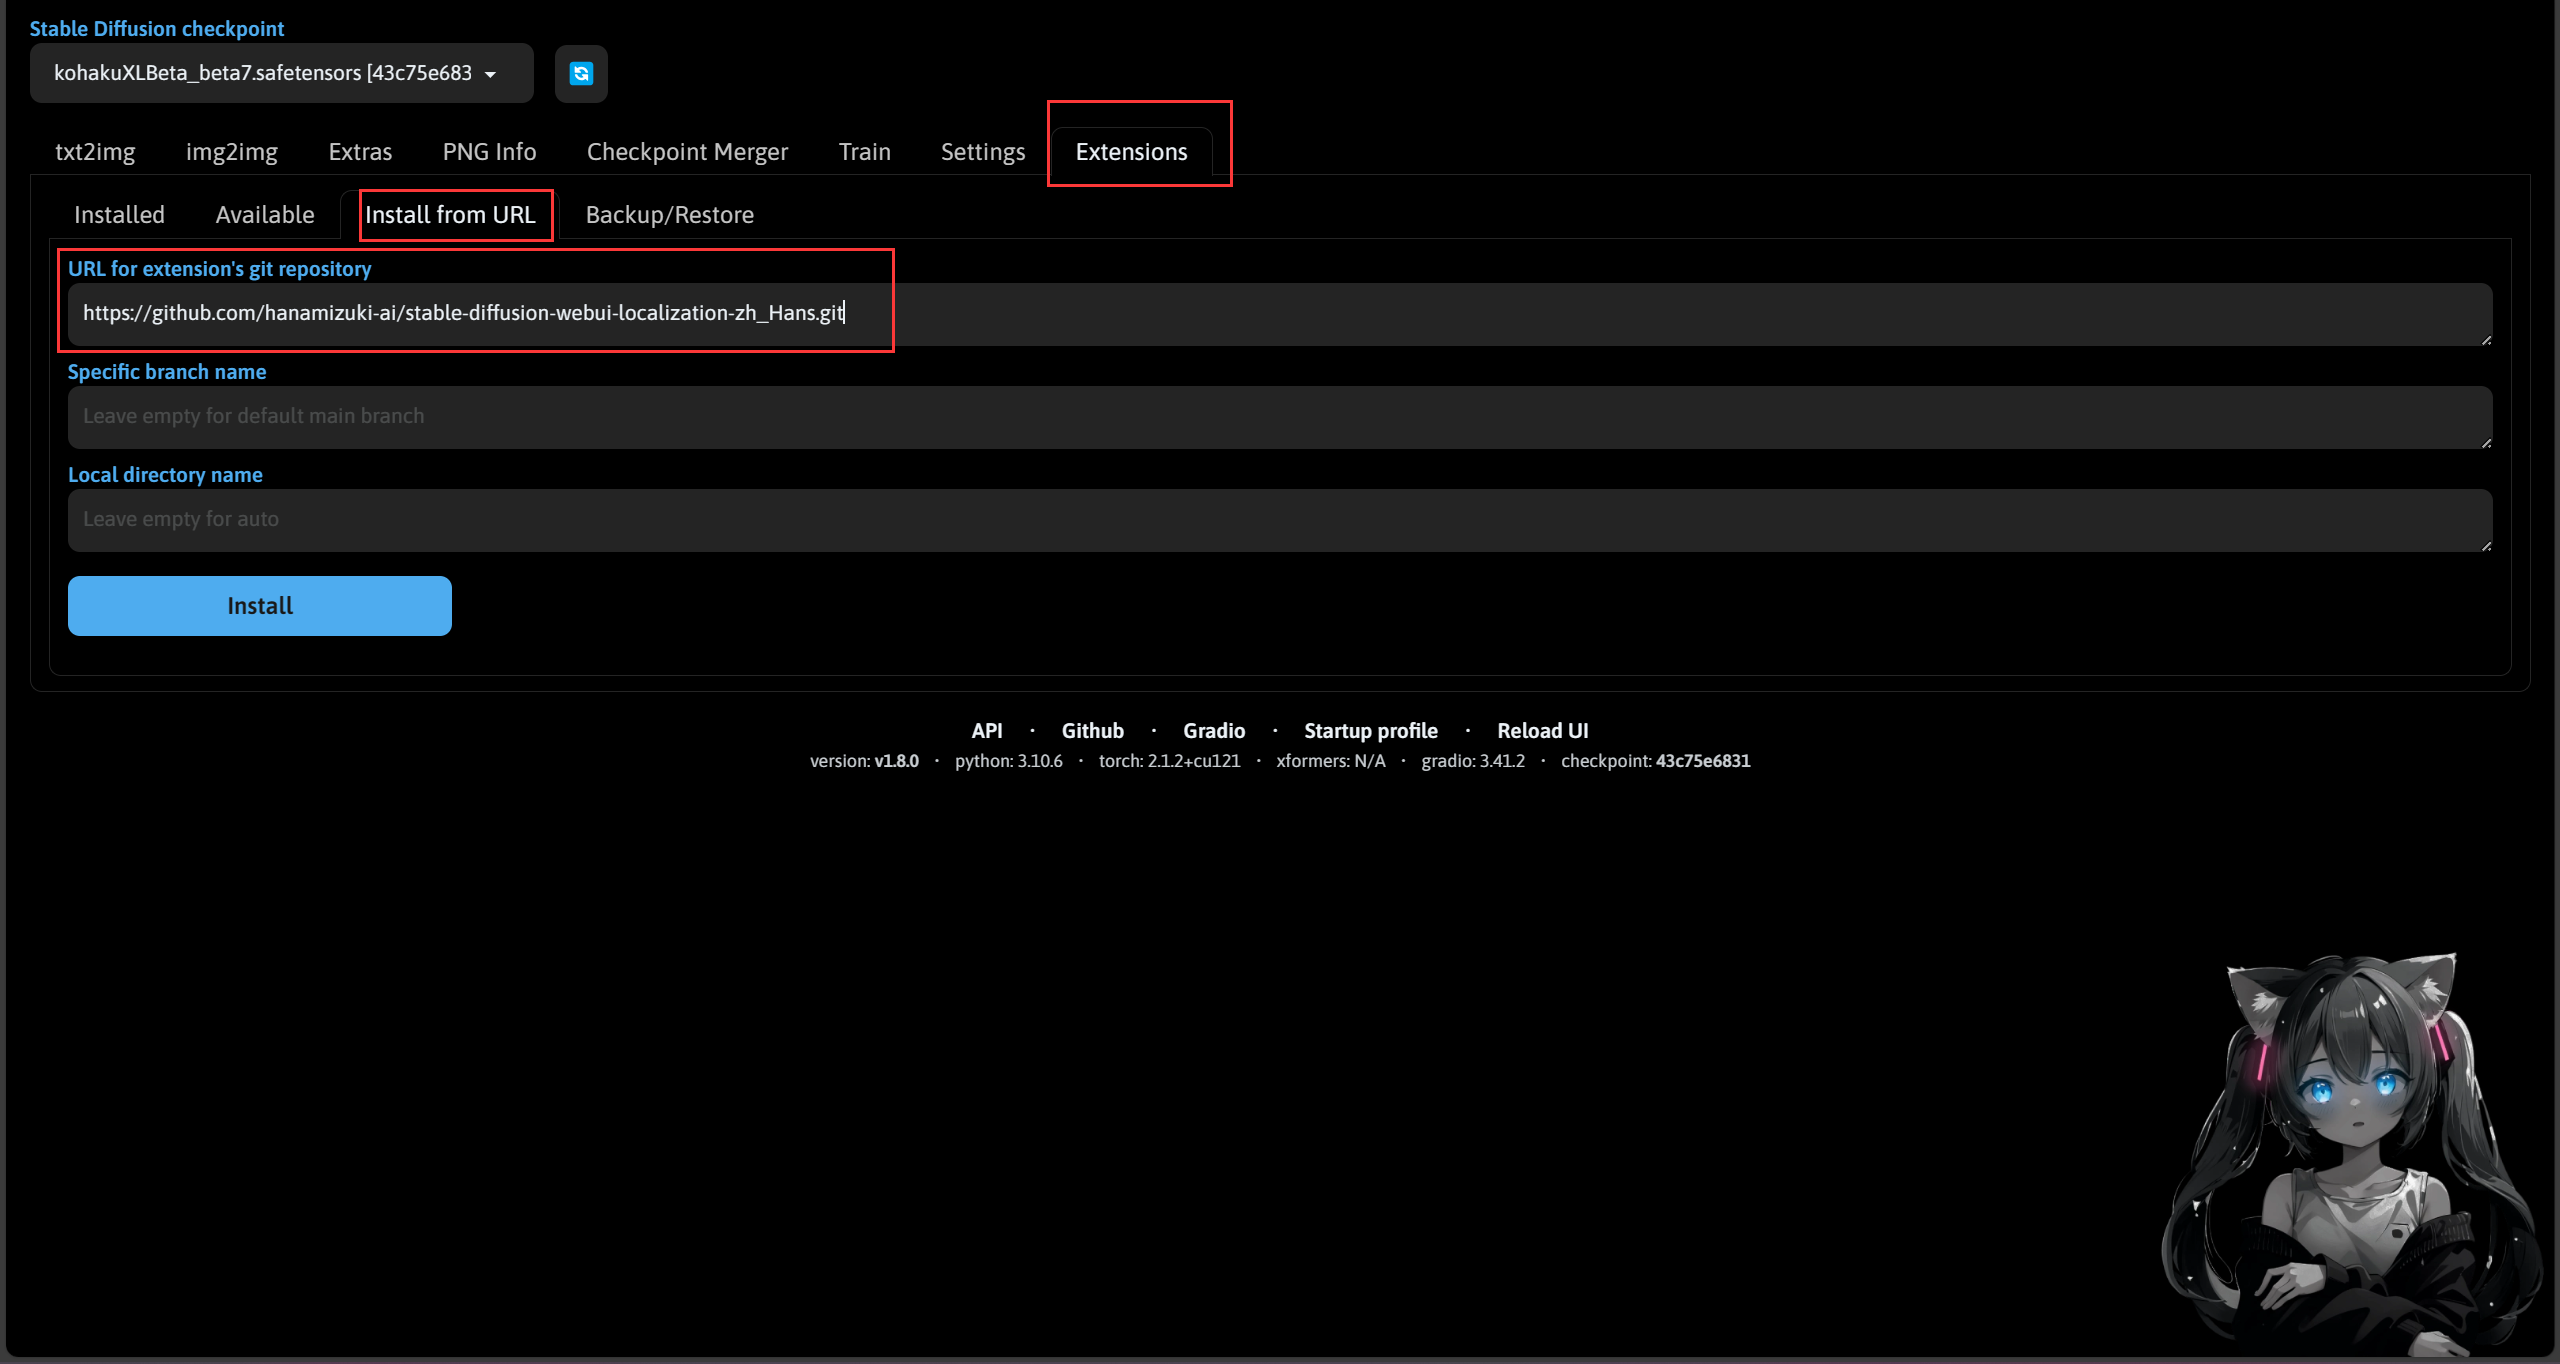 Stable Diffusion checkpoint
kohakuXLBeta_beta7.safetensors [43c75e683
txt2img img2img Extras PNG Info Checkpoint Merger Train Settings Extensions
Installed Available Install from URL Backup/Restore
URL for extension's git repository
https://github.com/hanamizuki-ai/stable-diffusion-webui-localization-zh_Hans.git
Specific branch name
Leave empty for default main branch
Local directory name
Leave empty for auto
Install
API · Github · Gradio · Startup profile · Reload UI
version: v1.8.0 · python: 3.10.6 · torch: 2.1.2+cu121 · xformers: N/A · gradio: 3.41.2 · checkpoint: 43c75e6831